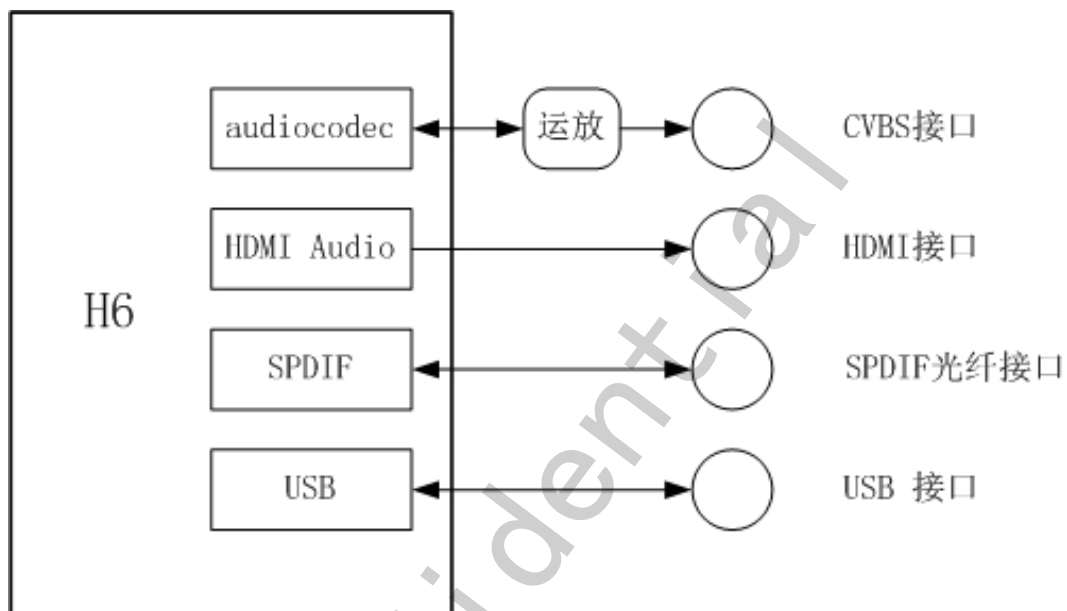 audiocodec
运放
CVBS接口
HDMI Audio
HDMI接口
H6
SPDIF
SPDIF光纤接口
USB
USB 接口
idential